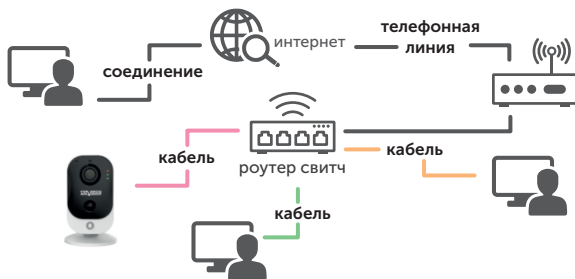 телефонная
линия
интернет
соединение
кабель
кабель
роутер свитч
кабель